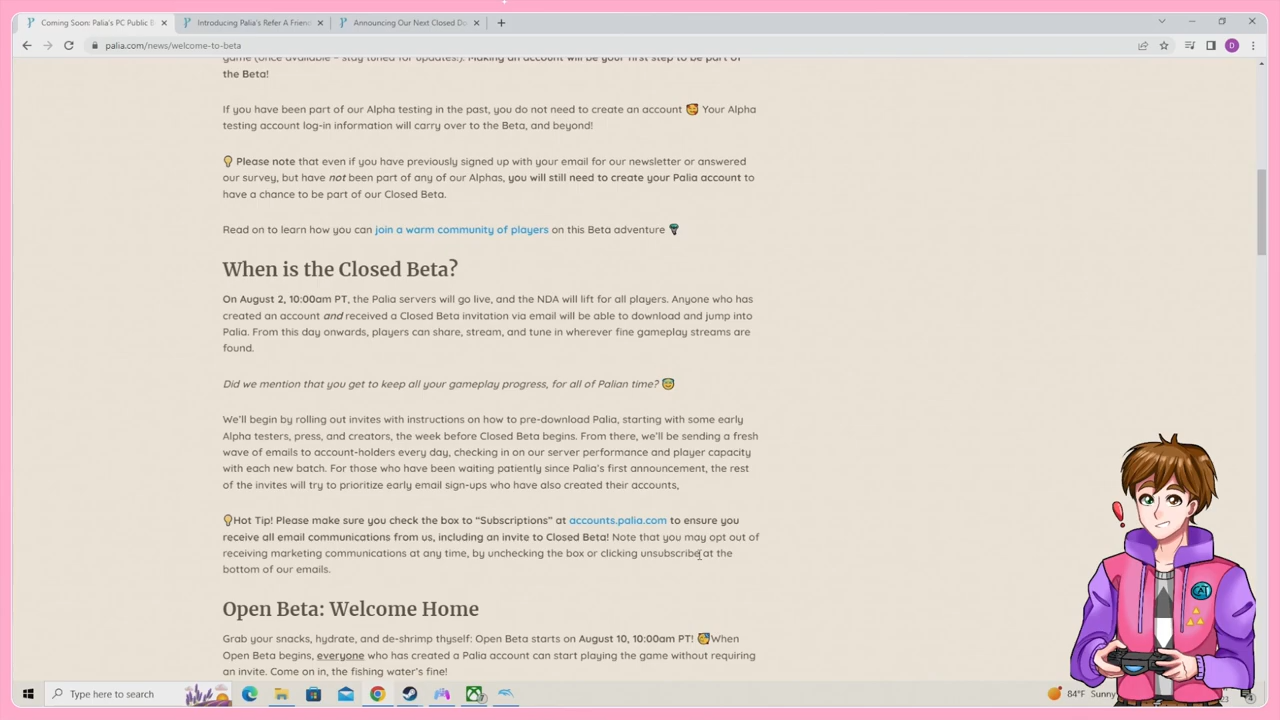 Coming Soon: Palia's PC Public B
Introducing Palia's Refer A Friend
Announcing Our Next Closed Do
palia.com/news/welcome-to-beta
D
game (once available – stay tuned for updates!). Making an account will be your first step to be part of
the Beta!
If you have been part of our Alpha testing in the past, you do not need to create an account 🥰 Your Alpha
testing account log-in information will carry over to the Beta, and beyond!
💡 Please note that even if you have previously signed up with your email for our newsletter or answered
our survey, but have not been part of any of our Alphas, you will still need to create your Palia account to
have a chance to be part of our Closed Beta.
Read on to learn how you can join a warm community of players on this Beta adventure
When is the Closed Beta?
On August 2, 10:00am PT, the Palia servers will go live, and the NDA will lift for all players. Anyone who has
created an account and received a Closed Beta invitation via email will be able to download and jump into
Palia. From this day onwards, players can share, stream, and tune in wherever fine gameplay streams are
found.
Did we mention that you get to keep all your gameplay progress, for all of Palian time?
We'll begin by rolling out invites with instructions on how to pre-download Palia, starting with some early
Alpha testers, press, and creators, the week before Closed Beta begins. From there, we'll be sending a fresh
wave of emails to account-holders every day, checking in on our server performance and player capacity
with each new batch. For those who have been waiting patiently since Palia's first announcement, the rest
of the invites will try to prioritize early email sign-ups who have also created their accounts,
💡Hot Tip! Please make sure you check the box to “Subscriptions” at accounts.palia.com to ensure you
receive all email communications from us, including an invite to Closed Beta! Note that you may opt out of
receiving marketing communications at any time, by unchecking the box or clicking unsubscribe at the
bottom of our emails.
Open Beta: Welcome Home
Grab your snacks, hydrate, and de-shrimp thyself: Open Beta starts on August 10, 10:00am PT! When
Open Beta begins, everyone who has created a Palia account can start playing the game without requiring
an invite. Come on in, the fishing water's fine!
Type here to search
84°F Sunny